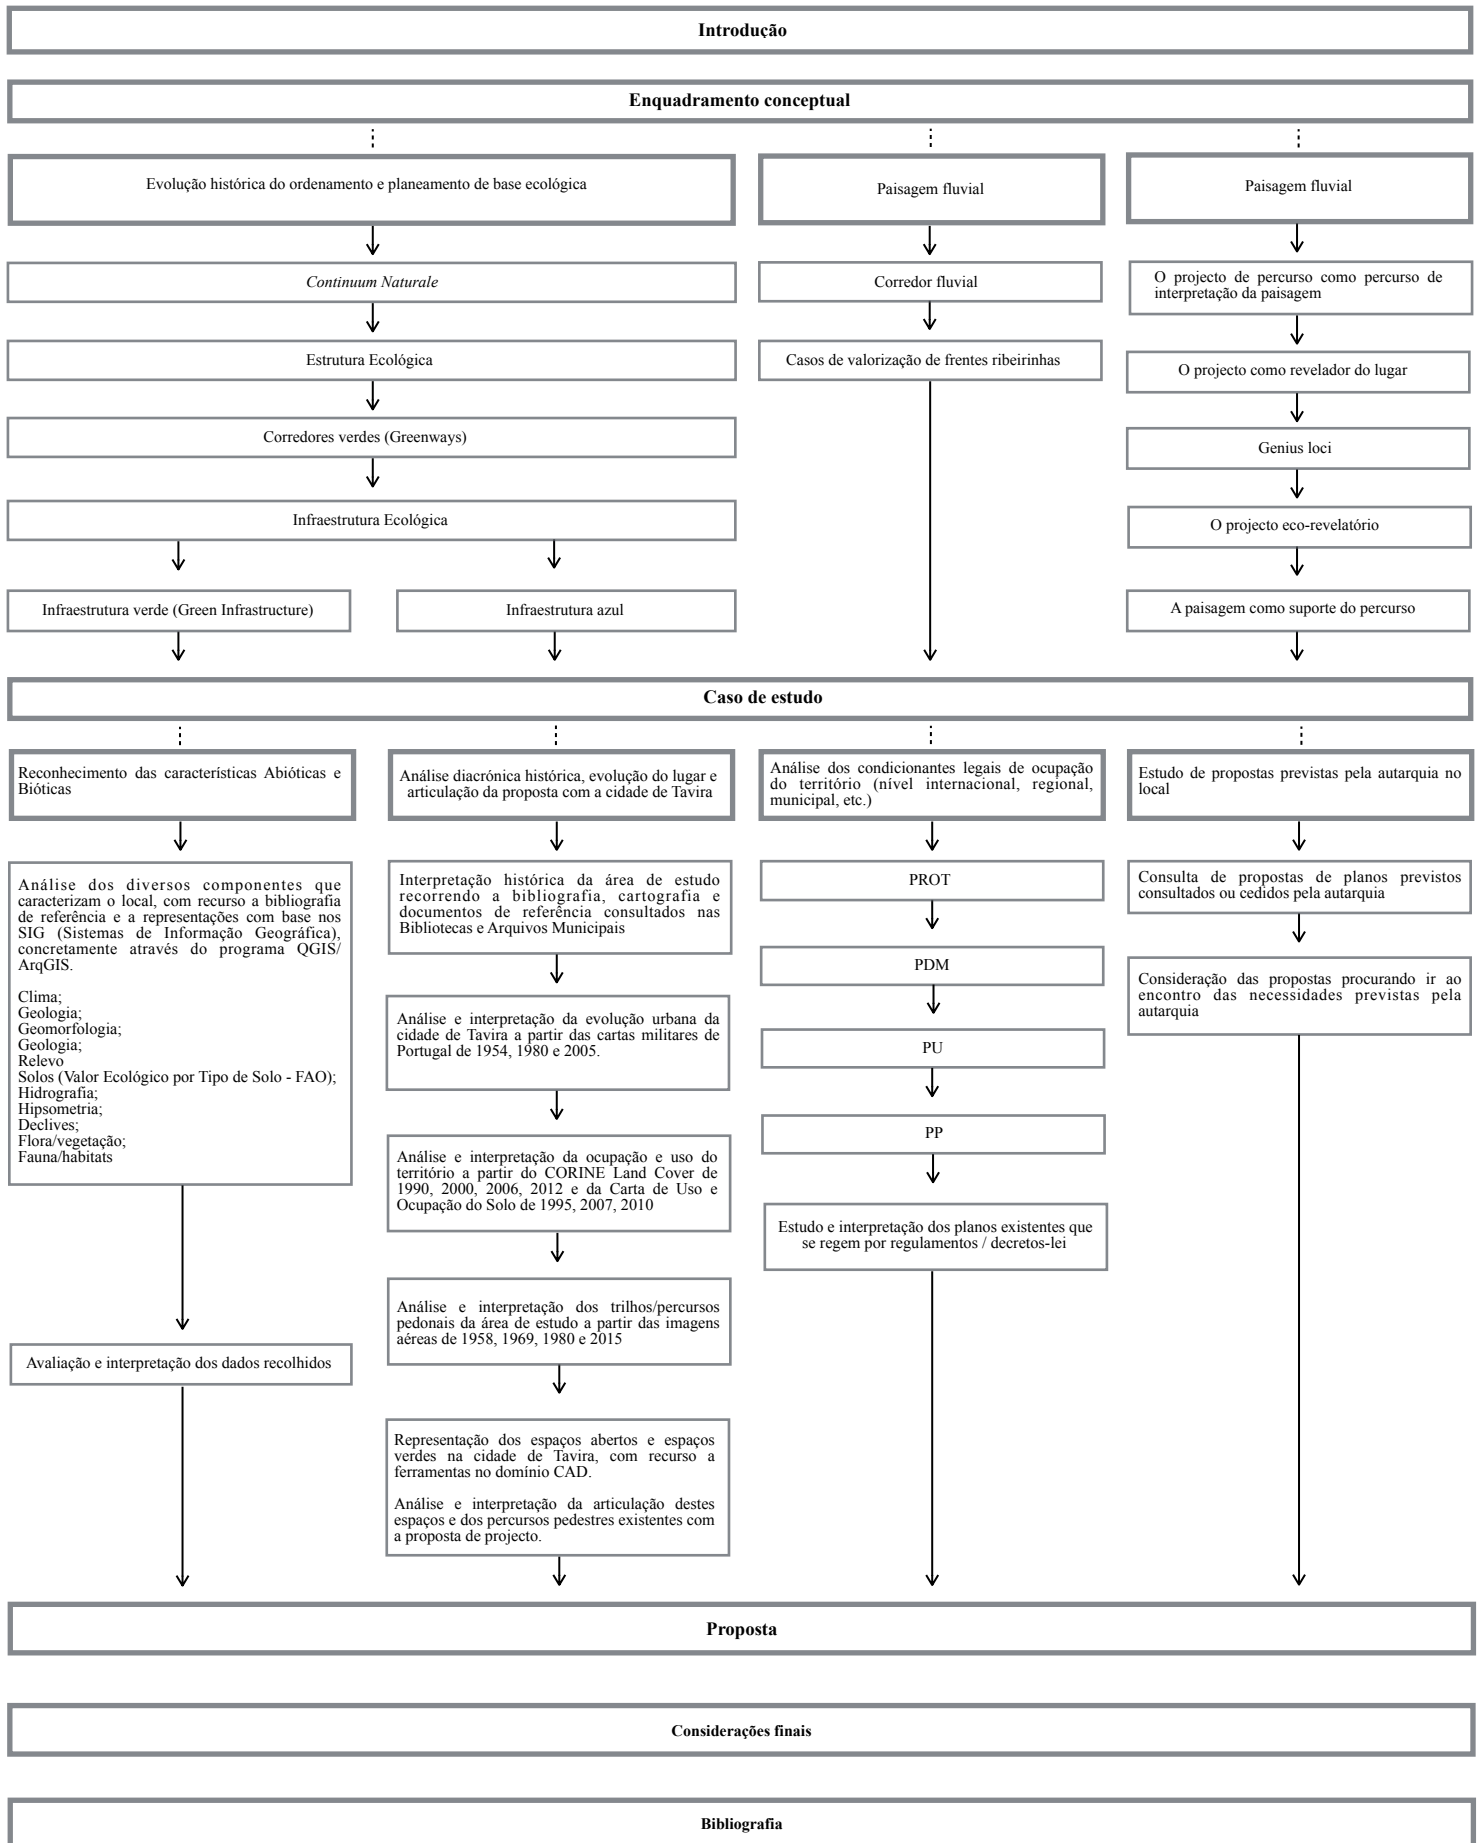 Introdução
Enquadramento conceptual
Evolução histórica do ordenamento e planeamento de base ecológica
Continuum Naturale
Estrutura Ecológica
Corredores verdes (Greenways)
Infraestrutura Ecológica
Infraestrutura verde (Green Infrastructure)
Infraestrutura azul
Paisagem fluvial
Corredor fluvial
Casos de valorização de frentes ribeirinhas
Paisagem fluvial
O projecto de percurso como percurso de
interpretação da paisagem
O projecto como revelador do lugar
Genius loci
O projecto eco-revelatório
A paisagem como suporte do percurso
Caso de estudo
Reconhecimento das características Abióticas e
Bióticas
Análise dos diversos componentes que
caracterizam o local, com recurso a bibliografia
de referência e a representações com base nos
SIG (Sistemas de Informação Geográfica),
concretamente através do programa QGIS/
ArqGIS.
Clima;
Geologia;
Geomorfologia;
Geologia;
Relevo
Solos (Valor Ecológico por Tipo de Solo - FAO);
Hidrografia;
Hipsometria;
Declives;
Flora/vegetação;
Fauna/habitats
Avaliação e interpretação dos dados recolhidos
Análise diacrónica histórica, evolução do lugar e
articulação da proposta com a cidade de Tavira
Interpretação histórica da área de estudo
recorrendo a bibliografia, cartografia e
documentos de referência consultados nas
Bibliotecas e Arquivos Municipais
Análise e interpretação da evolução urbana da
cidade de Tavira a partir das cartas militares de
Portugal de 1954, 1980 e 2005.
Análise e interpretação da ocupação e uso do
território a partir do CORINE Land Cover de
1990, 2000, 2006, 2012 e da Carta de Uso e
Ocupação do Solo de 1995, 2007, 2010
Análise e interpretação dos trilhos/percursos
pedonais da área de estudo a partir das imagens
aéreas de 1958, 1969, 1980 e 2015
Representação dos espaços abertos e espaços
verdes na cidade de Tavira, com recurso a
ferramentas no domínio CAD.
Análise e interpretação da articulação destes
espaços e dos percursos pedestres existentes com
a proposta de projecto.
Análise dos condicionantes legais de ocupação
do território (nível internacional, regional,
municipal, etc.)
PROT
PDM
PU
PP
Estudo e interpretação dos planos existentes que
se regem por regulamentos / decretos-lei
Estudo de propostas previstas pela autarquia no
local
Consulta de propostas de planos previstos
consultados ou cedidos pela autarquia
Consideração das propostas procurando ir ao
encontro das necessidades previstas pela
autarquia
Proposta
Considerações finais
Bibliografia